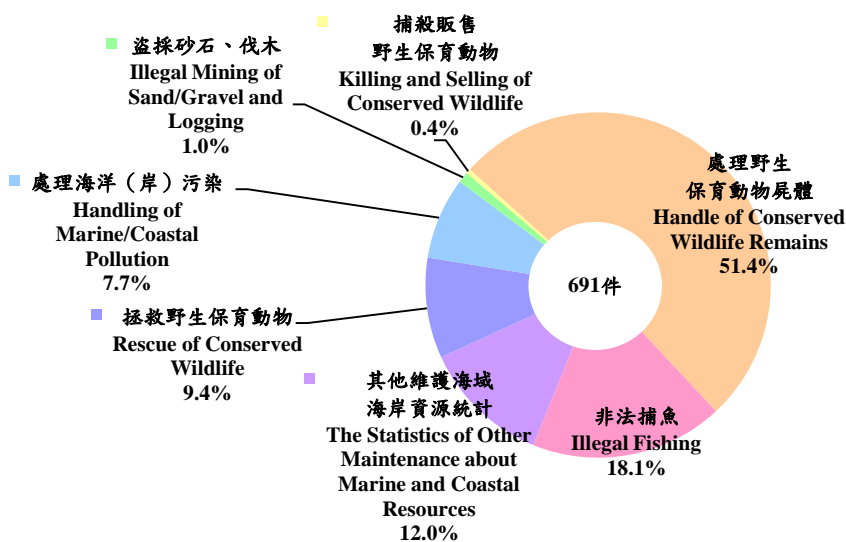 捕殺販售
野生保育動物
Killing and Selling of
Conserved Wildlife
0.4%
盜採砂石、伐木
Illegal Mining of
Sand/Gravel and
Logging
1.0%
處理海洋（岸）污染
Handling of
Marine/Coastal
Pollution
7.7%
拯救野生保育動物
Rescue of Conserved
Wildlife
9.4%
其他維護海域
海岸資源統計
The Statistics of Other
Maintenance about
Marine and Coastal
Resources
12.0%
非法捕魚
Illegal Fishing
18.1%
處理野生
保育動物屍體
Handle of Conserved
Wildlife Remains
51.4%
691件